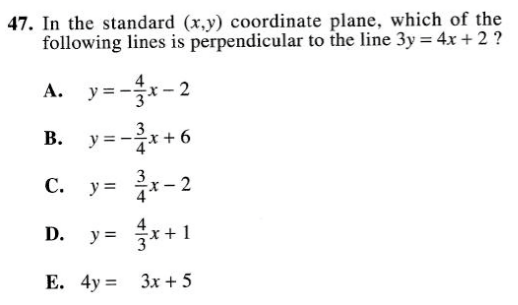 47. In the standard (x,y) coordinate plane, which of the
following lines is perpendicular to the line 3y = 4x + 2 ?
A. y = -4/3x - 2
B. y = -3/4x + 6
C. y = 3/4x - 2
D. y = 4/3x + 1
E. 4y = 3x + 5